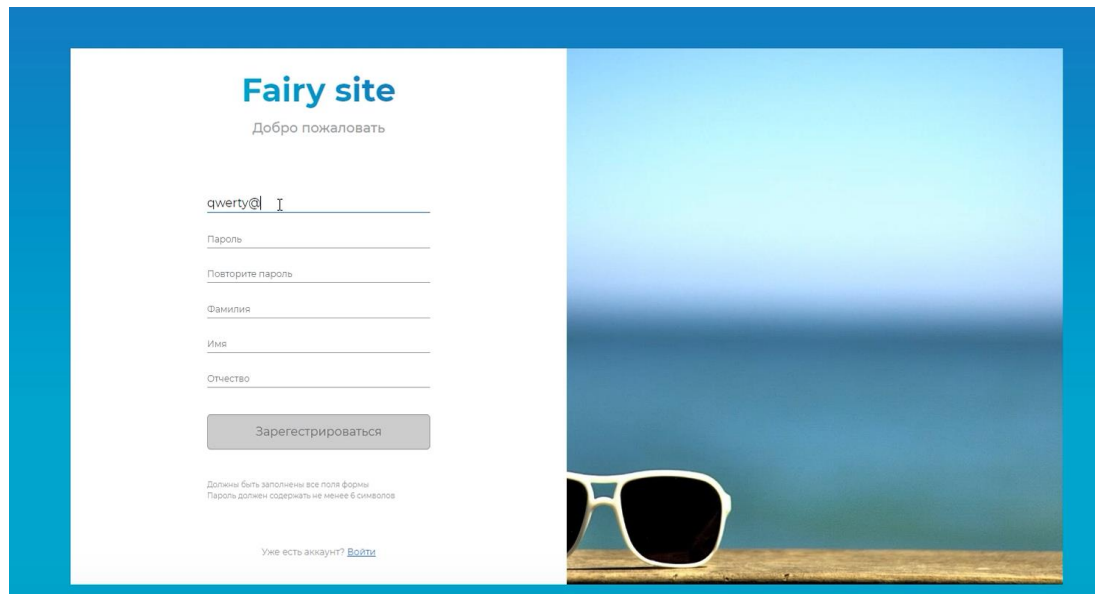 Fairy site
Добро пожаловать
qwerty@
Пароль
Повторите пароль
Фамилия
Имя
Отчество
Зарегестрироваться
Должны быть заполнены все поля формы
Пароль должен содержать не менее 6 символов
Уже есть аккаунт? Войти